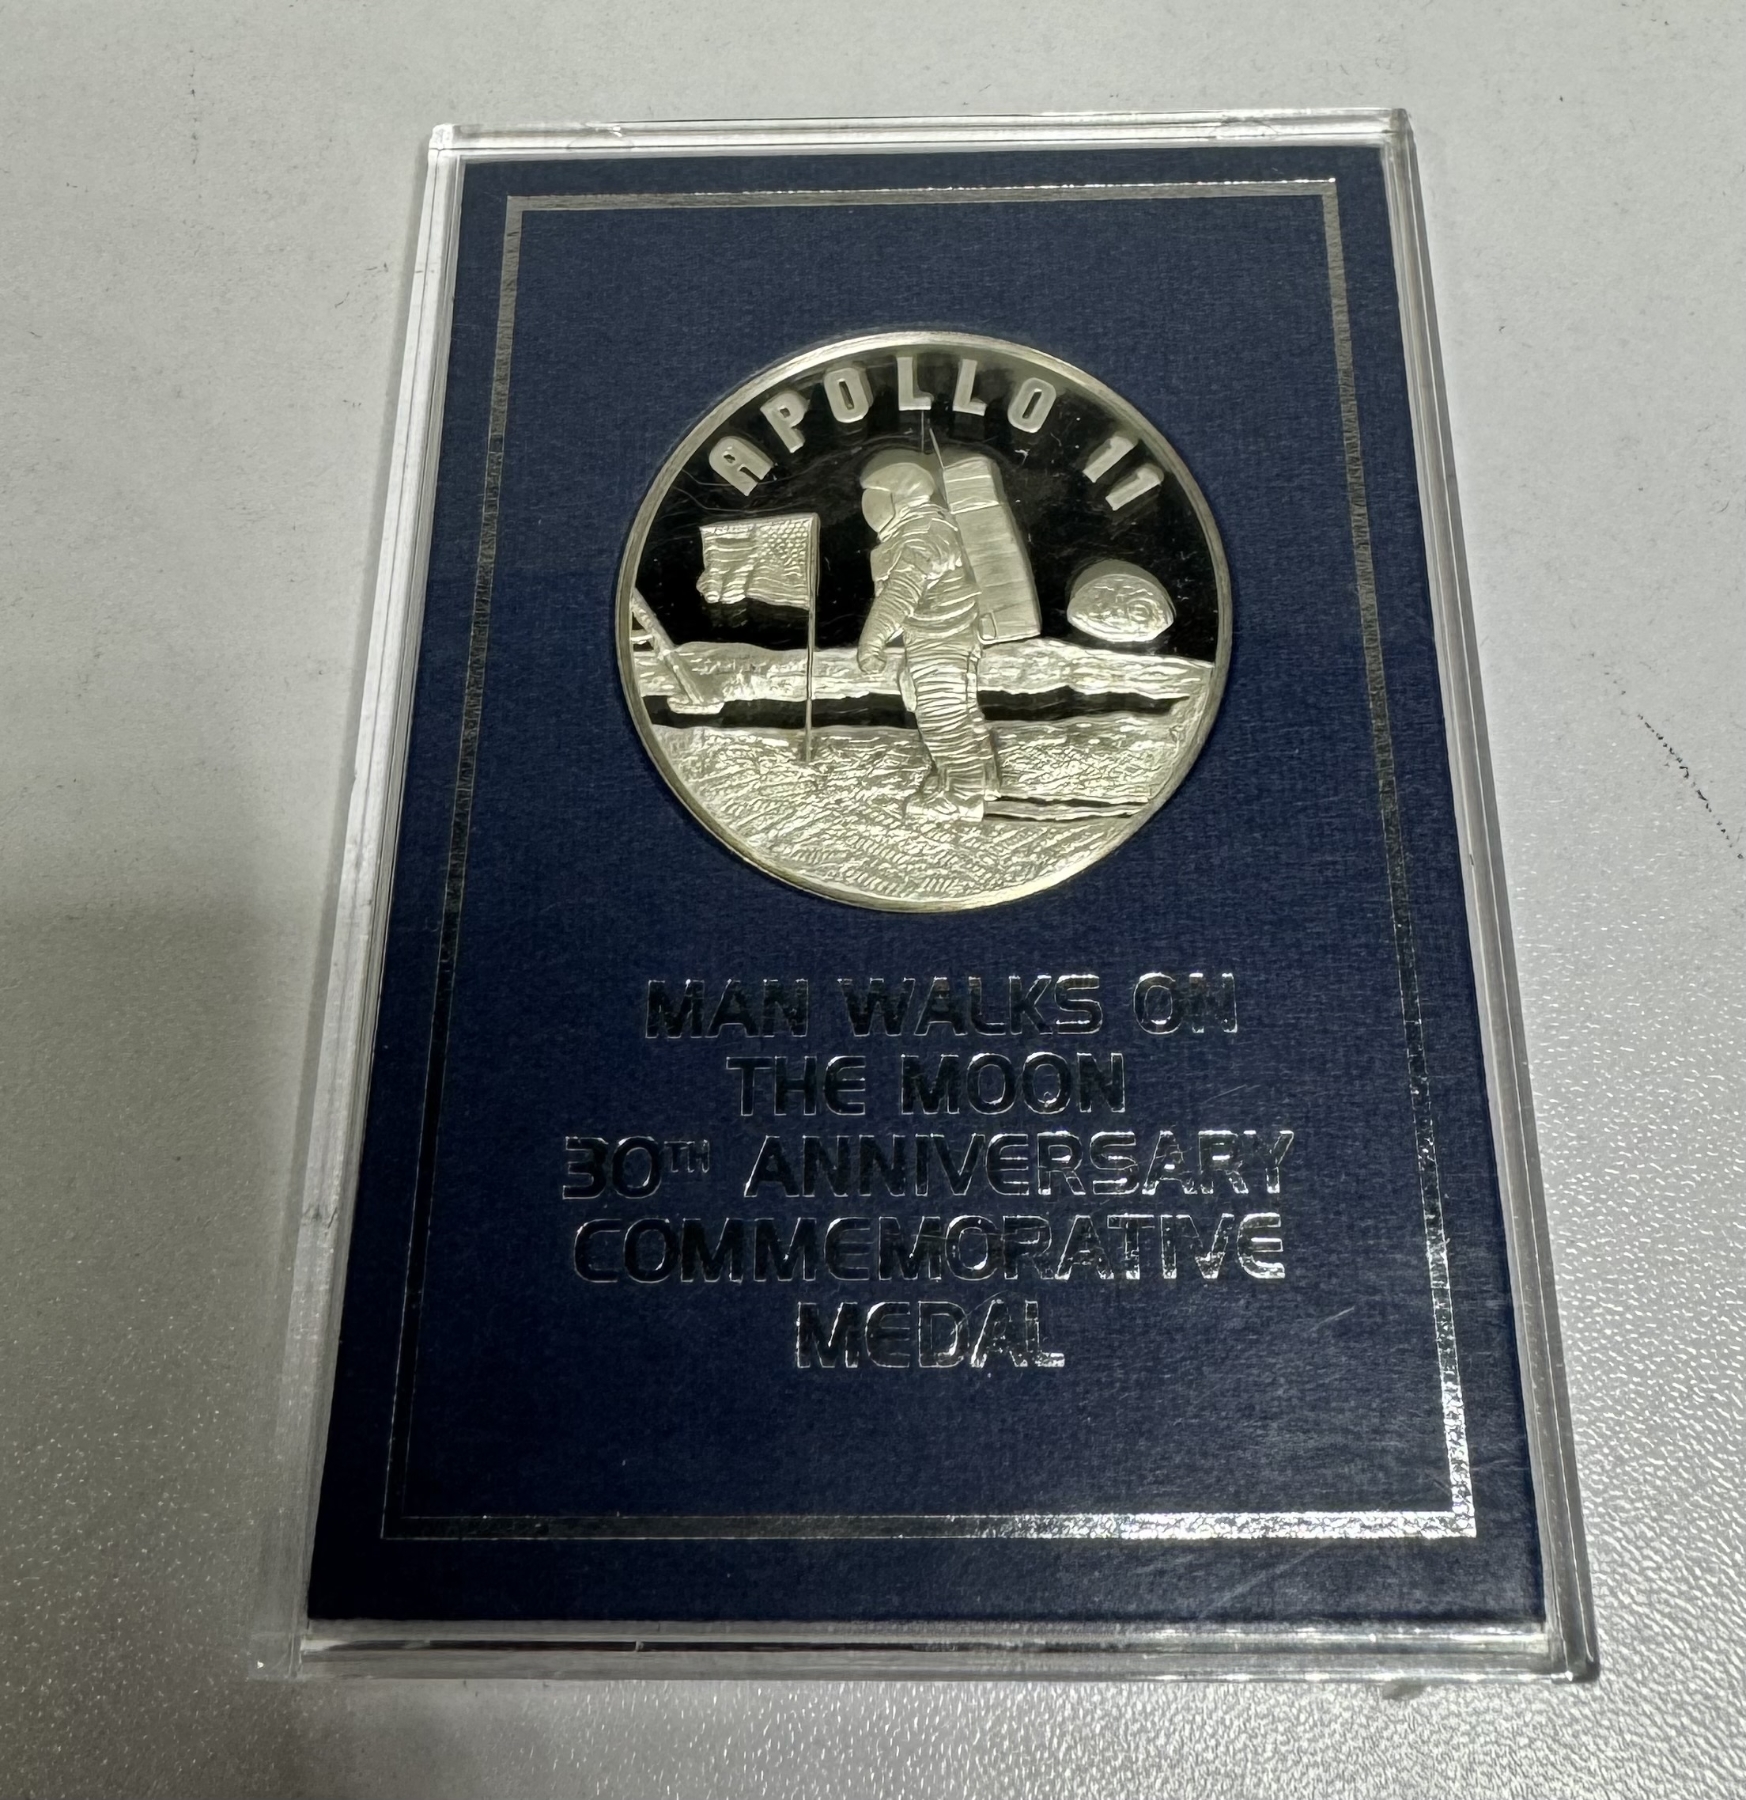 APOLLO 11
MAN WALKS ON
THE MOON
30TH ANNIVERSARY
COMMEMORATIVE
MEDAL